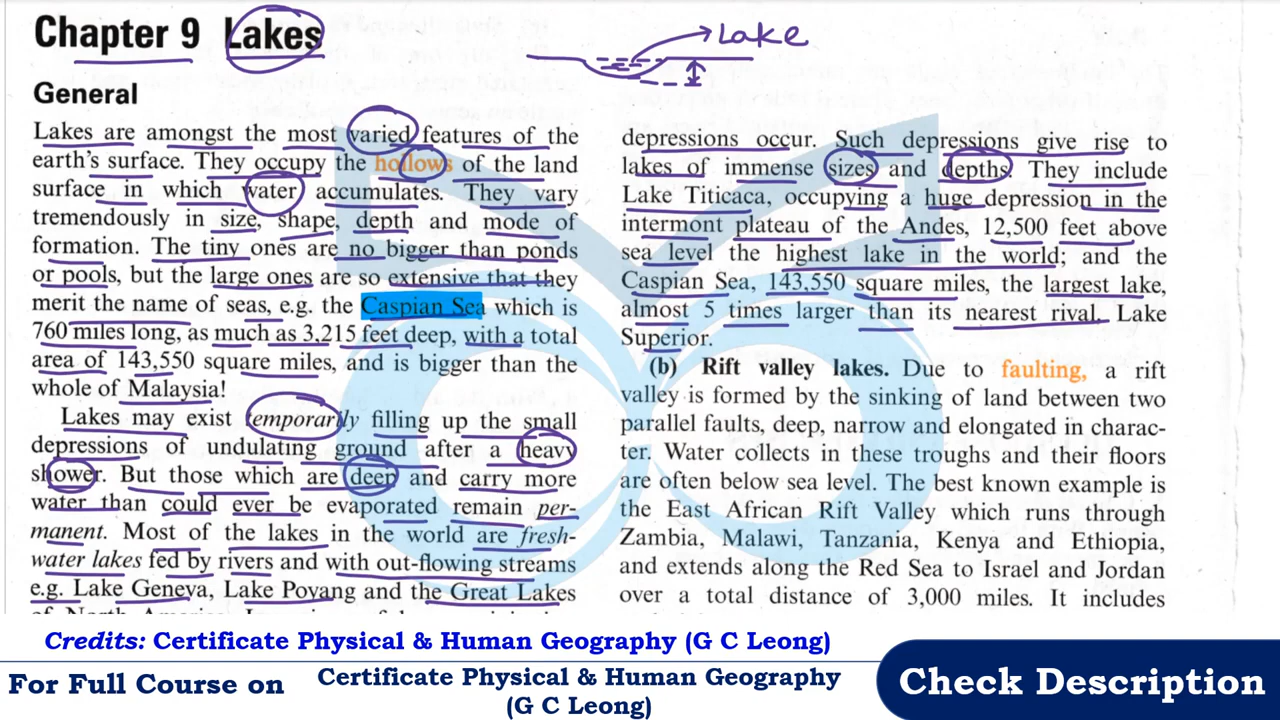 Chapter 9 Lakes
Lake
General
Lakes are amongst the most varied features of the
earth's surface. They occupy the hollows of the land
surface in which water accumulates. They vary
tremendously in size, shape, depth and mode of
formation. The tiny ones are no bigger than ponds
or pools, but the large ones are so extensive that they
merit the name of seas, e.g. the Caspian Sea which is
760 miles long, as much as 3,215 feet deep, with a total
area of 143,550 square miles, and is bigger than the
whole of Malaysia!
Lakes may exist temporarily filling up the small
depressions of undulating ground after a heavy
shower. But those which are deep and carry more
water than could ever be evaporated remain per-
manent. Most of the lakes in the world are fresh-
water lakes fed by rivers and with out-flowing streams
e.g. Lake Geneva, Lake Poyang and the Great Lakes
depressions occur. Such depressions give rise to
lakes of immense sizes and depths. They include
Lake Titicaca, occupying a huge depression in the
intermont plateau of the Andes, 12,500 feet above
sea level the highest lake in the world; and the
Caspian Sea, 143,550 square miles, the largest lake,
almost 5 times larger than its nearest rival. Lake
Superior.
(b) Rift valley lakes. Due to faulting, a rift
valley is formed by the sinking of land between two
parallel faults, deep, narrow and elongated in charac-
ter. Water collects in these troughs and their floors
are often below sea level. The best known example is
the East African Rift Valley which runs through
Zambia, Malawi, Tanzania, Kenya and Ethiopia,
and extends along the Red Sea to Israel and Jordan
over a total distance of 3,000 miles. It includes
Credits: Certificate Physical & Human Geography (G C Leong)
For Full Course on
Certificate Physical & Human Geography
(G C Leong)
Check Description